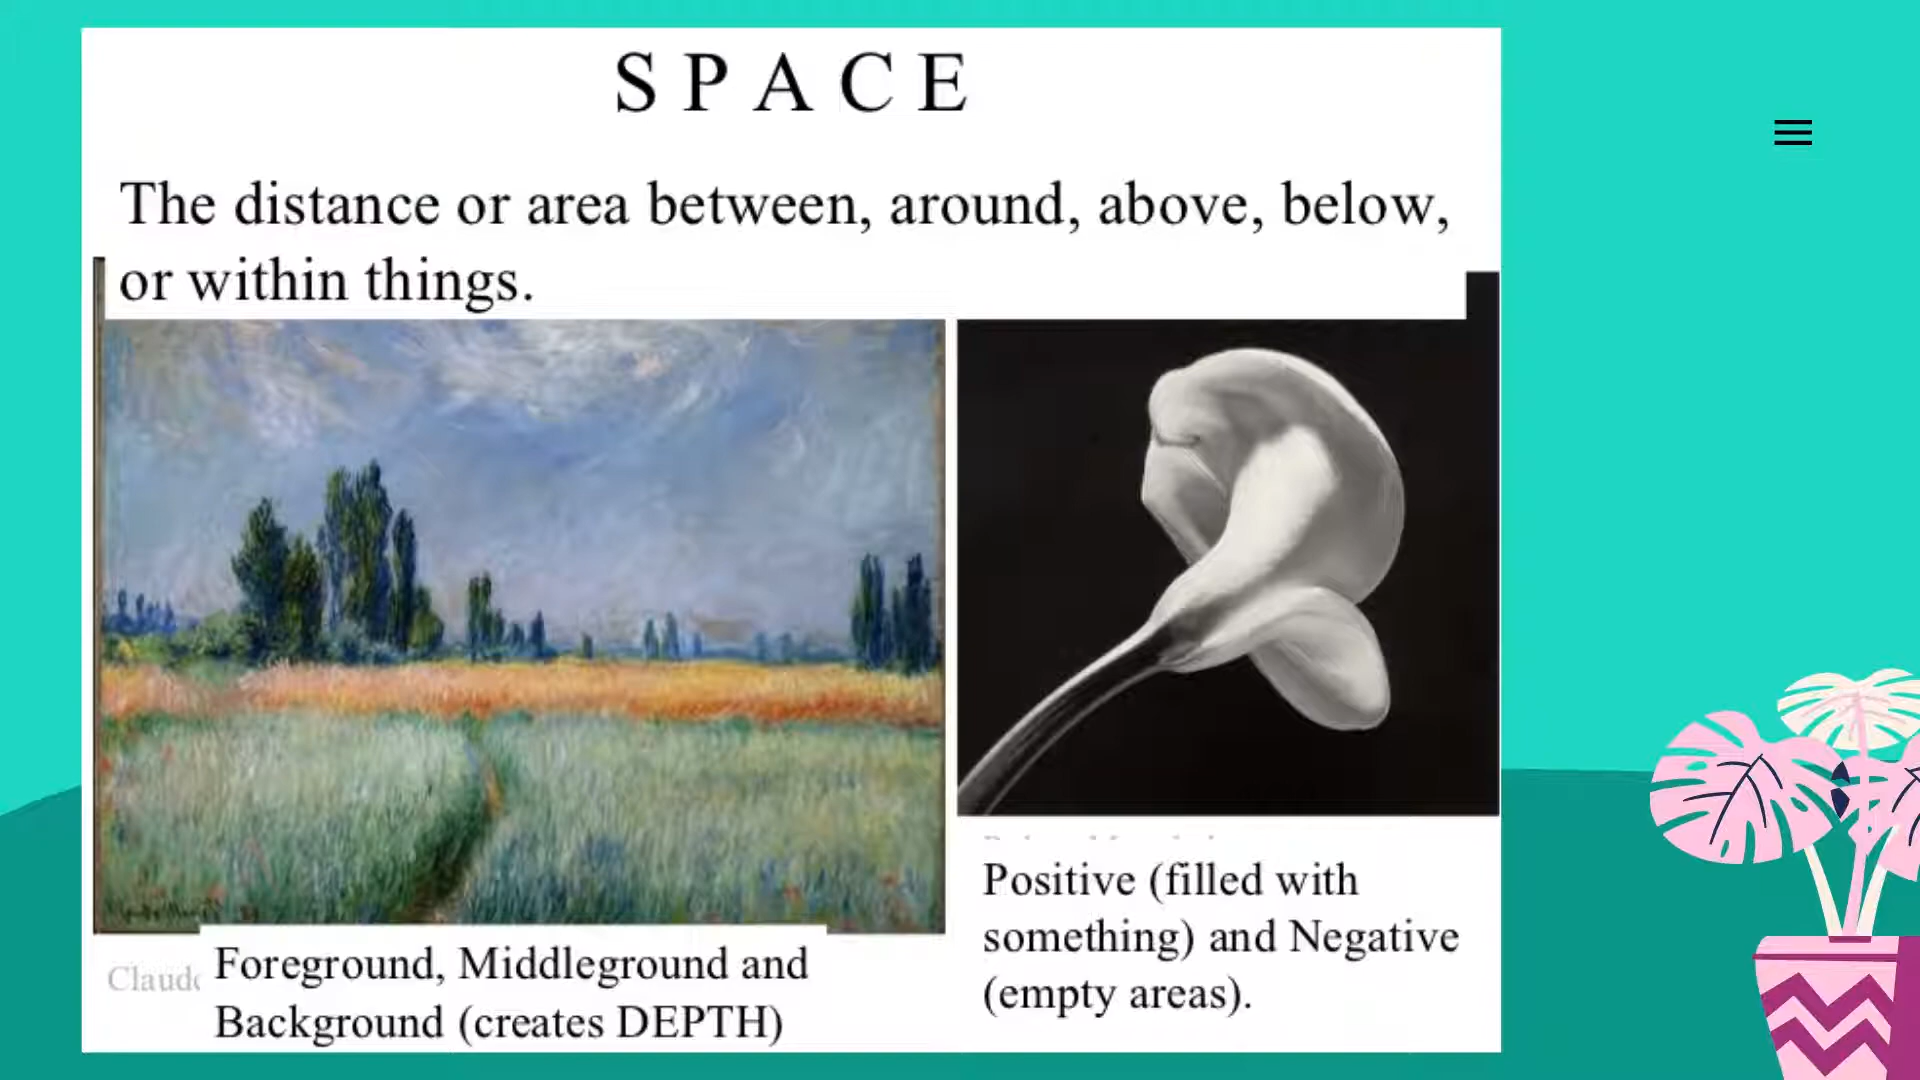 SPACE
The distance or area between, around, above, below,
or within things.
Claude
Foreground, Middleground and
Background (creates DEPTH)
Positive (filled with
something) and Negative
(empty areas).